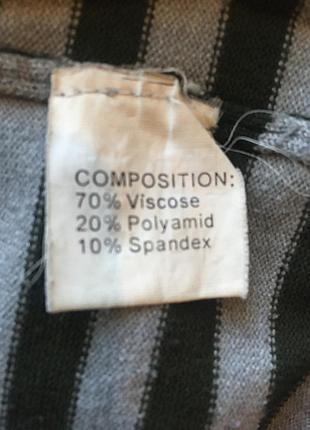 COMPOSITION:
70% Viscose
20% Polyamid
10% Spandex